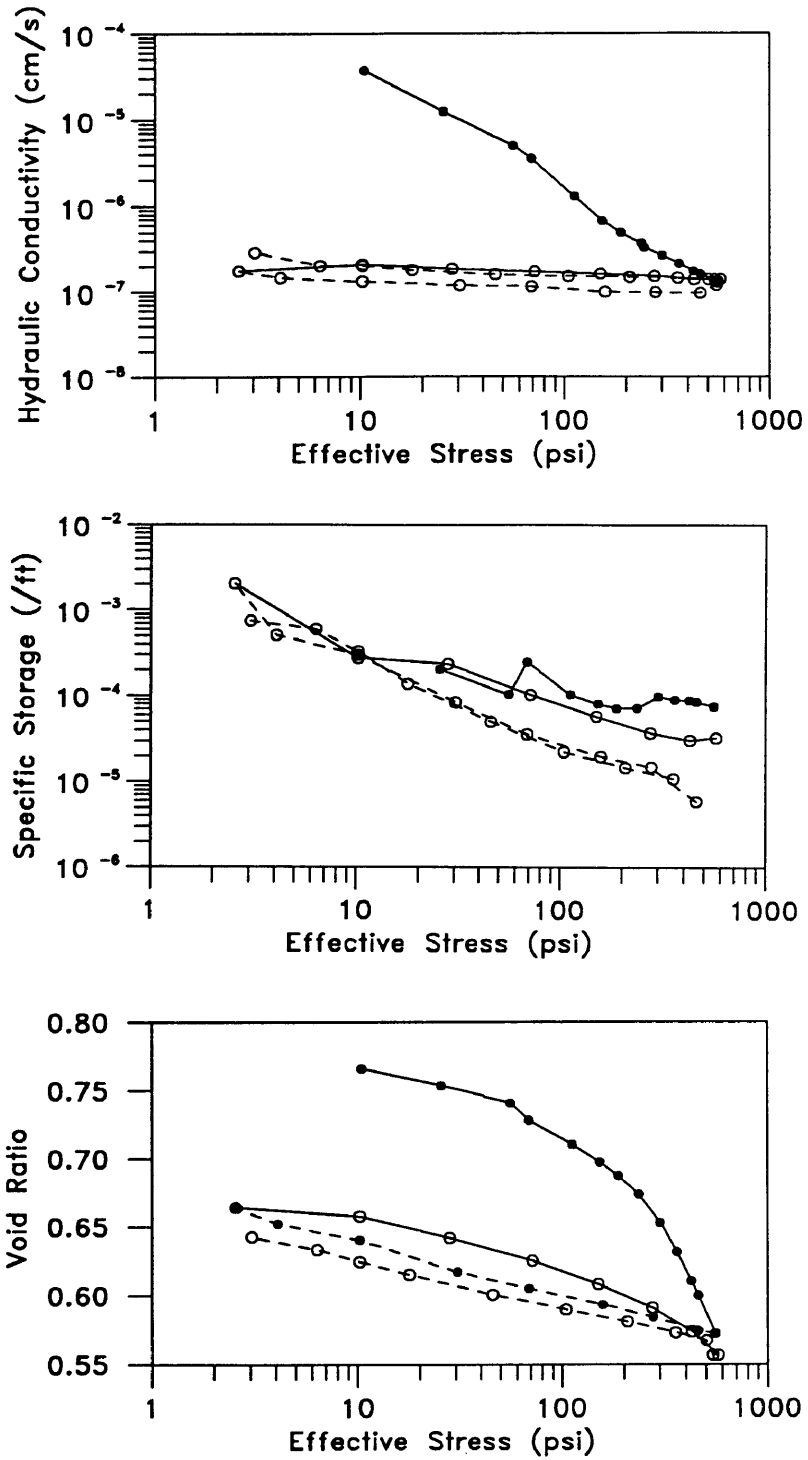 Hydraulic Conductivity (cm/s)
10 -4
10 -5
10 -6
10 -7
10 -8
1 10 100 1000
Effective Stress (psi)
Specific Storage (/ft)
10 -2
10 -3
10 -4
10 -5
10 -6
1 10 100 1000
Effective Stress (psi)
Void Ratio
0.80
0.75
0.70
0.65
0.60
0.55
1 10 100 1000
Effective Stress (psi)